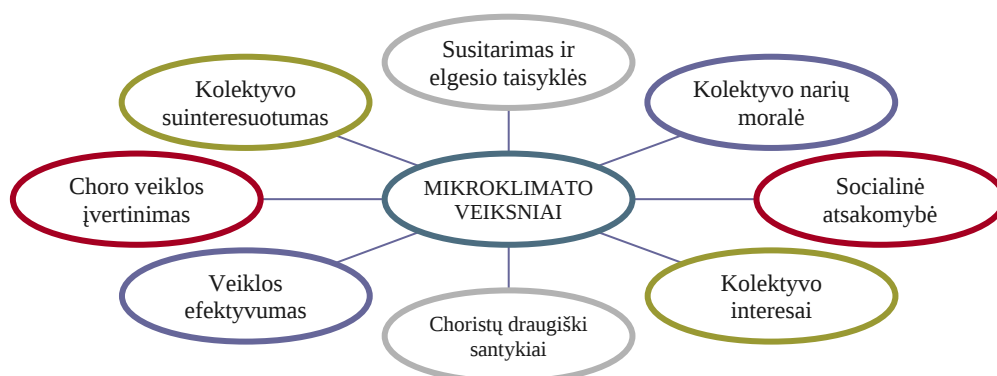 Susitarimas ir
elgesio taisyklės
Kolektyvo
suinteresuotumas
Kolektyvo narių
moralė
Choro veiklos
įvertinimas
MIKROKLIMATO
VEIKSNIAI
Socialinė
atsakomybė
Veiklos
efektyvumas
Kolektyvo
interesai
Choristų draugiški
santykiai